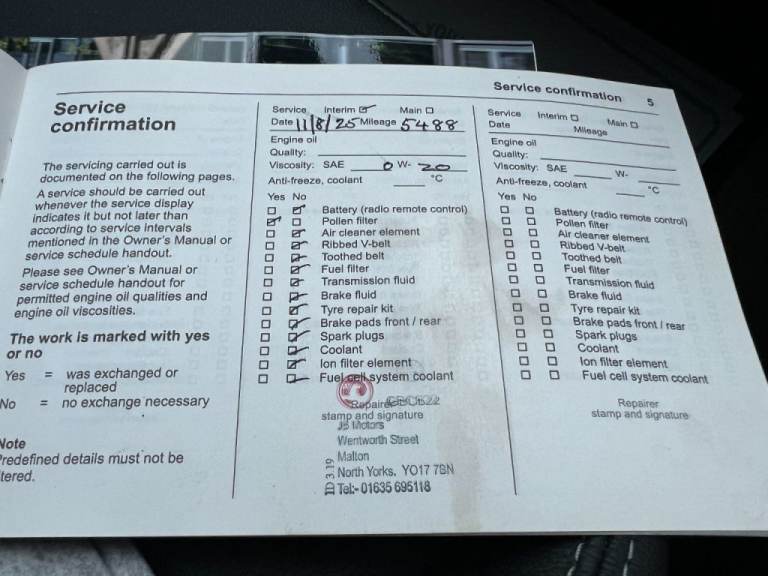 Service confirmation 5
Service
confirmation
The servicing carried out is
documented on the following pages.
A service should be carried out
whenever the service display
indicates it but not later than
according to service intervals
mentioned in the Owner's Manual or
service schedule handout.
Please see Owner's Manual or
service schedule handout for
permitted engine oil qualities and
engine oil viscosities.
The work is marked with yes
or no
Yes = was exchanged or
replaced
No = no exchange necessary
Note
Predefined details must not be
tered.
Service Interim Main
Date 11/8/25 Mileage 5488
Engine oil
Quality:
Viscosity: SAE 0 W- 20
Anti-freeze, coolant °C
Yes No
Battery (radio remote control)
Pollen filter
Air cleaner element
Ribbed V-belt
Toothed belt
Fuel filter
Transmission fluid
Brake fluid
Tyre repair kit
Brake pads front / rear
Spark plugs
Coolant
Ion filter element
Fuel cell system coolant
Repairer
stamp and signature
JB Motors
Wentworth Street
Malton
North Yorks. YO17 7BN
Tel:- 01635 695118
ID 3.19
Service Interim Main
Date Mileage
Engine oil
Quality:
Viscosity: SAE W-
Anti-freeze, coolant °C
Yes No
Battery (radio remote control)
Pollen filter
Air cleaner element
Ribbed V-belt
Toothed belt
Fuel filter
Transmission fluid
Brake fluid
Tyre repair kit
Brake pads front / rear
Spark plugs
Coolant
Ion filter element
Fuel cell system coolant
Repairer
stamp and signature